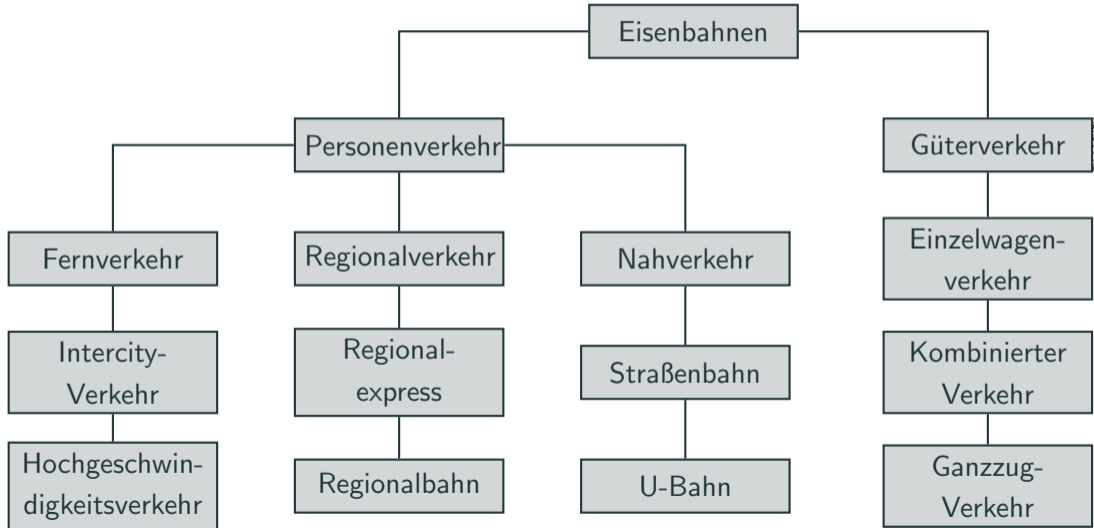 Eisenbahnen
Personenverkehr
Güterverkehr
Fernverkehr
Regionalverkehr
Nahverkehr
Einzelwagen-
verkehr
Intercity-
Verkehr
Regional-
express
Straßenbahn
Kombinierter
Verkehr
Hochgeschwin-
digkeitsverkehr
Regionalbahn
U-Bahn
Ganzzug-
Verkehr